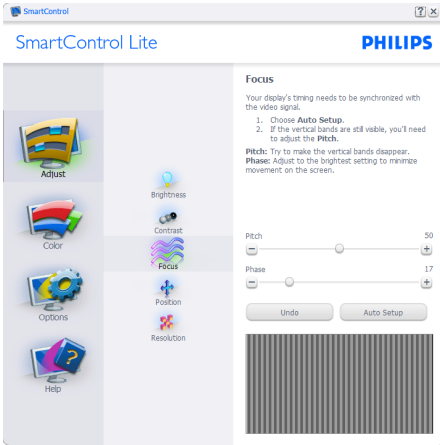 SmartControl
SmartControl Lite
PHILIPS
Adjust
Color
Options
Help
Brightness
Contrast
Focus
Position
Resolution
Focus
Your display's timing needs to be synchronized with
the video signal.
1. Choose Auto Setup.
2. If the vertical bands are still visible, you'll need
to adjust the Pitch.
Pitch: Try to make the vertical bands disappear.
Phase: Adjust to the brightest setting to minimize
movement on the screen.
Pitch 50
Phase 17
Undo Auto Setup